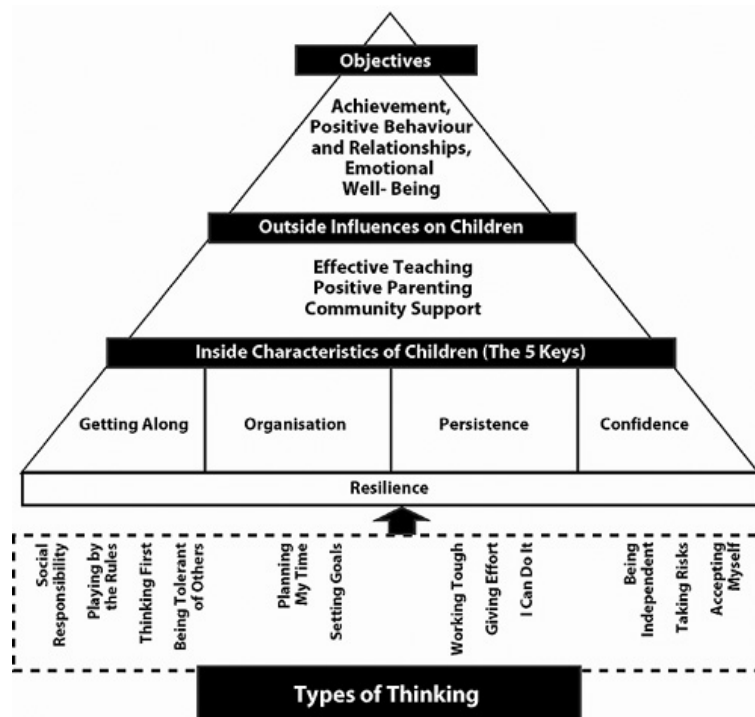 Objectives
Achievement,
Positive Behaviour
and Relationships,
Emotional
Well- Being
Outside Influences on Children
Effective Teaching
Positive Parenting
Community Support
Inside Characteristics of Children (The 5 Keys)
Getting Along
Organisation
Persistence
Confidence
Resilience
Social
Responsibility
Playing by
the Rules
Thinking First
Being Tolerant
of Others
Planning
My Time
Setting Goals
Working Tough
Giving Effort
I Can Do It
Being
Independent
Taking Risks
Accepting
Myself
Types of Thinking